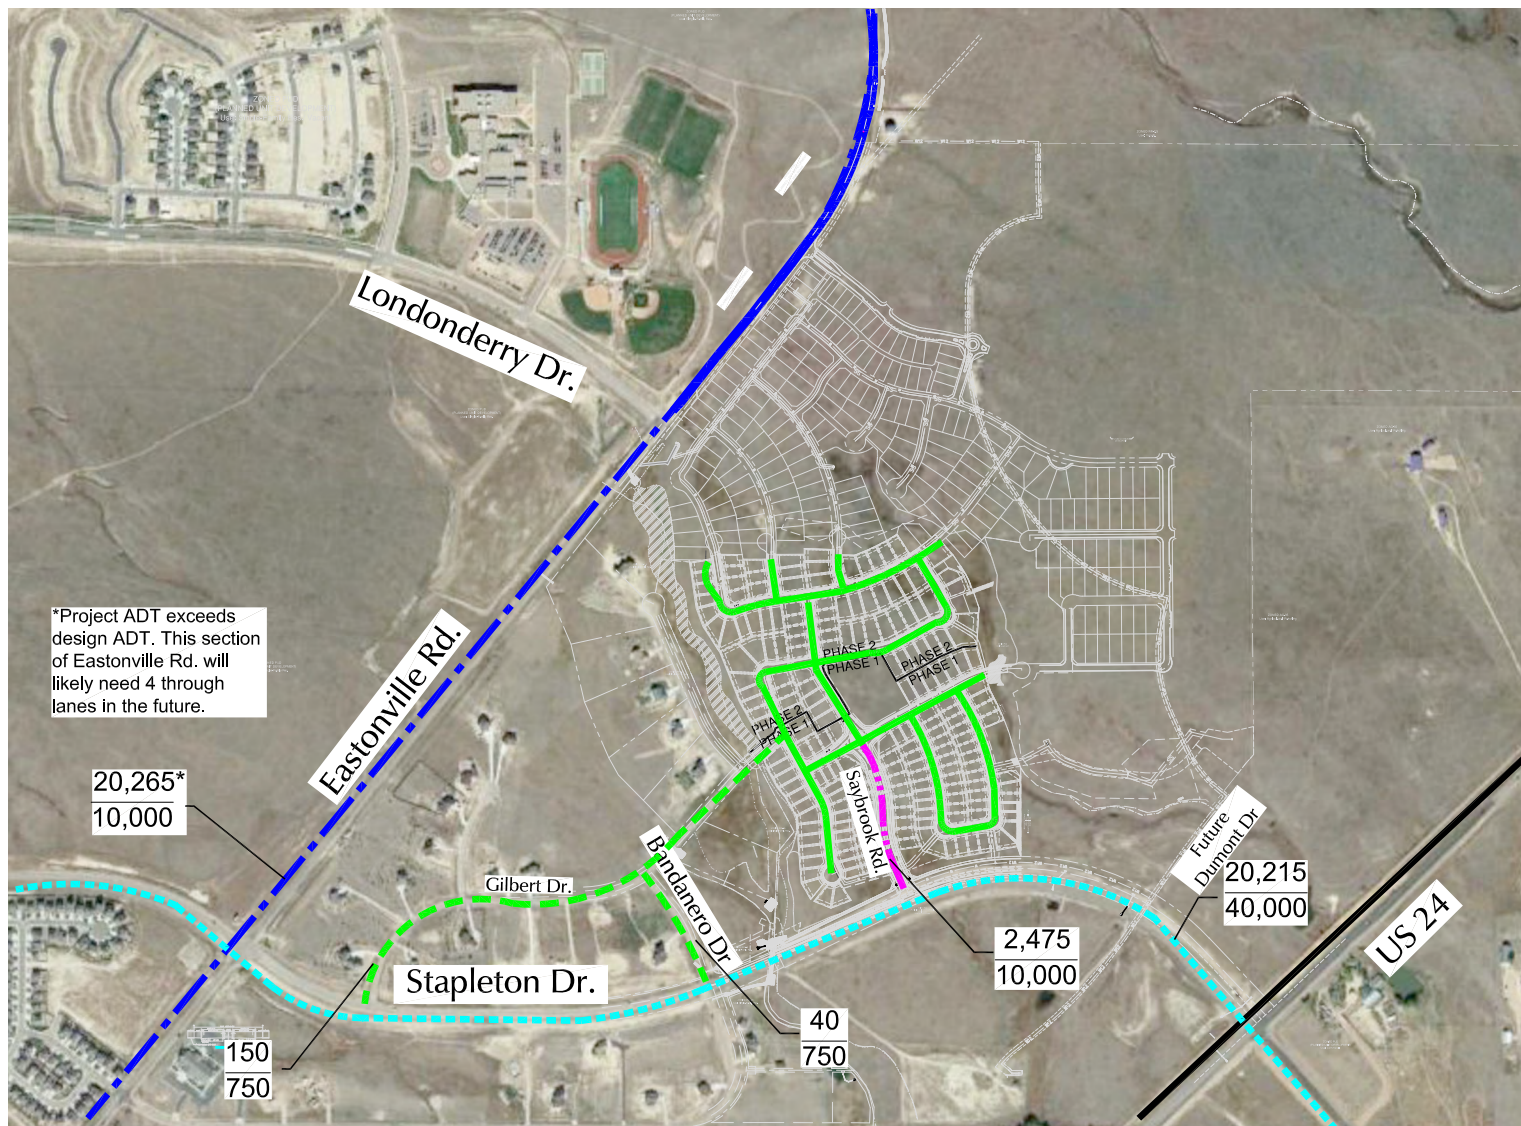 Londonderry Dr.
*Project ADT exceeds
design ADT. This section
of Eastonville Rd. will
likely need 4 through
lanes in the future.
Eastonville Rd.
PHASE 2
PHASE 1
PHASE 2
PHASE 1
PHASE 2
PHASE 1
20,265*
10,000
Saybrook Rd.
Bandanero Dr
Gilbert Dr.
Future
Dumont Dr
20,215
40,000
US 24
2,475
10,000
Stapleton Dr.
40
750
150
750